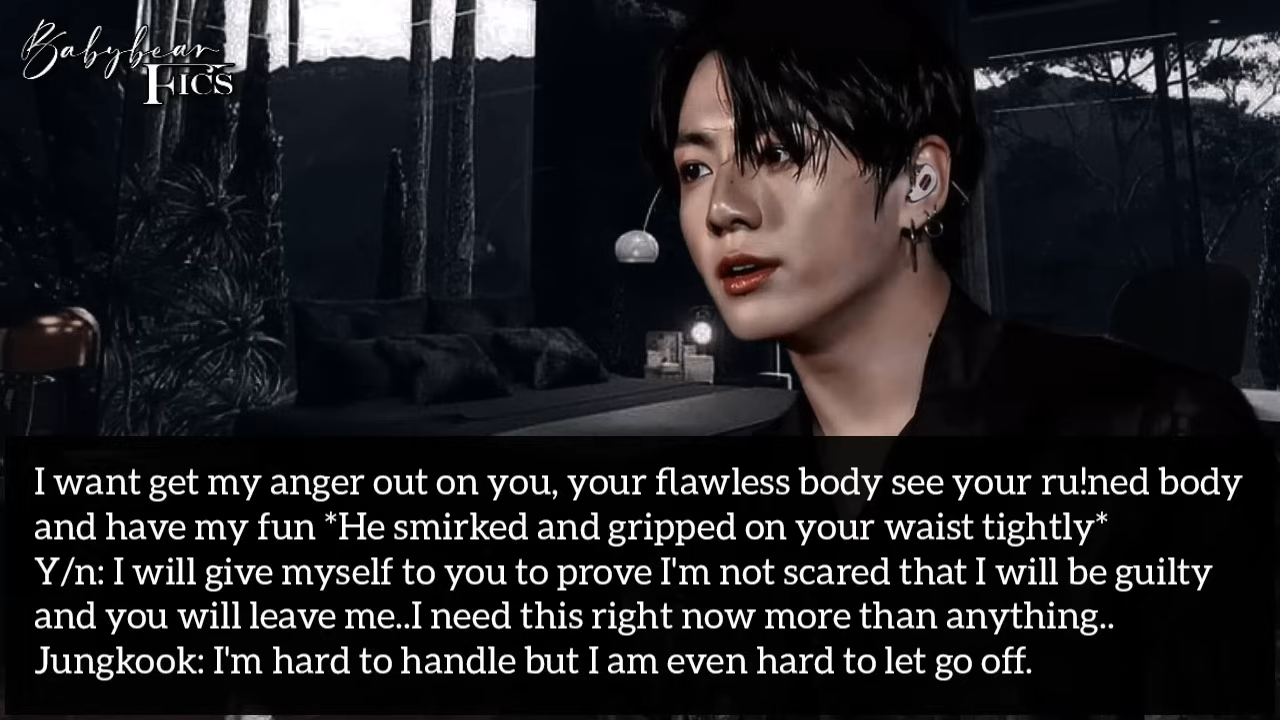 Babybear
FICS
I want get my anger out on you, your flawless body see your ru!ned body
and have my fun *He smirked and gripped on your waist tightly*
Y/n: I will give myself to you to prove I'm not scared that I will be guilty
and you will leave me..I need this right now more than anything..
Jungkook: I'm hard to handle but I am even hard to let go off.